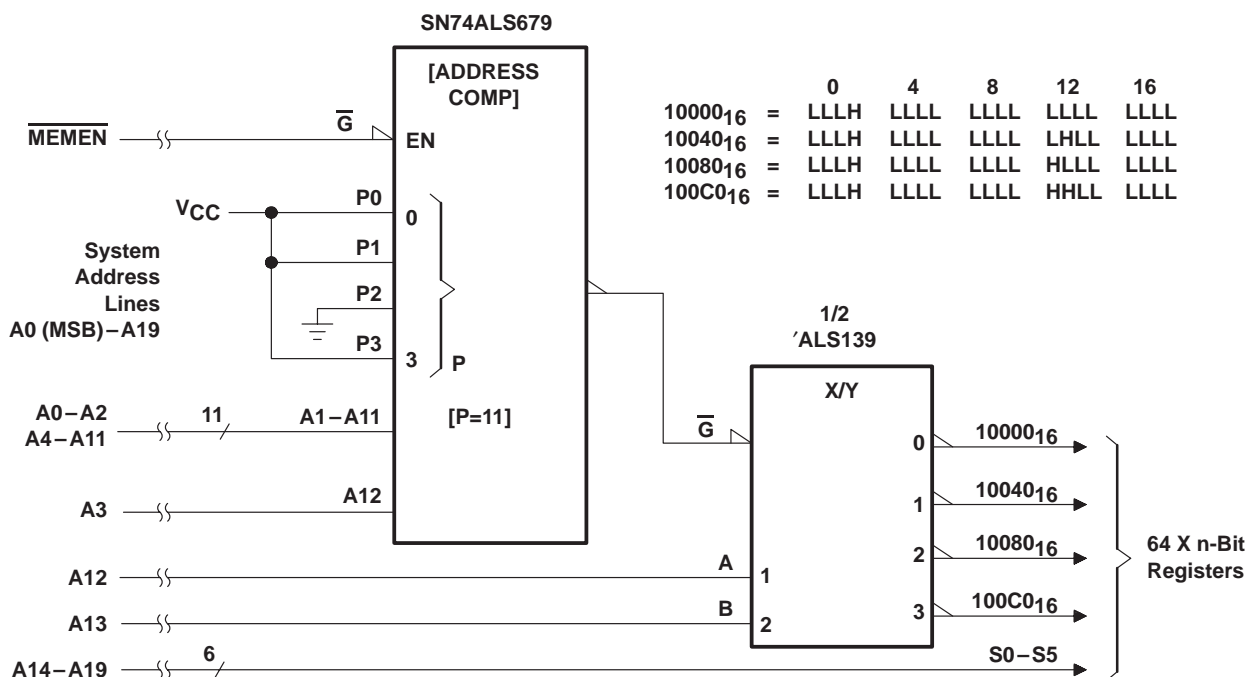 SN74ALS679
[ADDRESS
COMP]
0 4 8 12 16
10000₁₆ = LLLH LLLL LLLL LLLL LLLL
10040₁₆ = LLLH LLLL LLLL LHLL LLLL
10080₁₆ = LLLH LLLL LLLL HLLL LLLL
100C0₁₆ = LLLH LLLL LLLL HHLL LLLL
MEMEN
G
EN
VCC
P0
0
P1
P2
P3
3
P
System
Address
Lines
A0 (MSB)–A19
1/2
′ALS139
X/Y
A0–A2
A4–A11
11
A1–A11
[P=11]
G
0
10000₁₆
1
10040₁₆
2
10080₁₆
3
100C0₁₆
64 X n-Bit
Registers
A3
A12
A12
A
1
A13
B
2
A14–A19
6
S0–S5